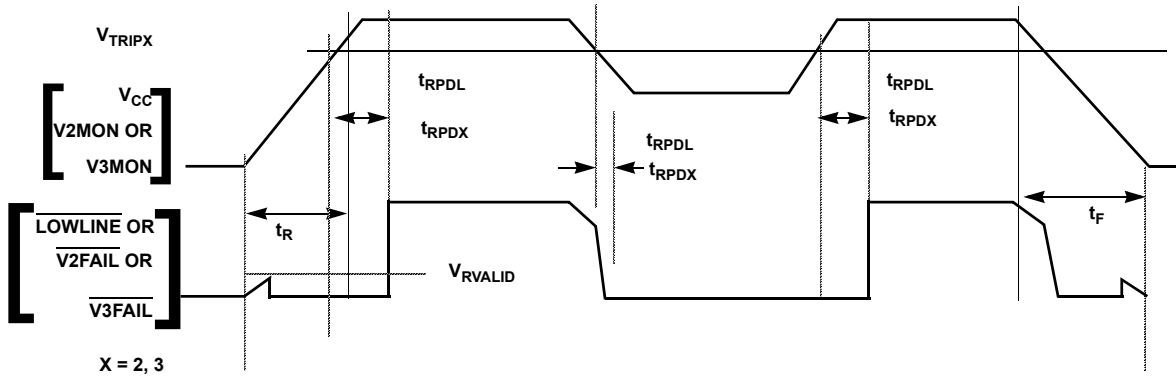 VTRIPX
VCC
V2MON OR
V3MON
tRPDL
tRPDX
tRPDL
tRPDX
tRPDL
tRPDX
LOWLINE OR
V2FAIL OR
V3FAIL
tR
VRVALID
tF
X = 2, 3